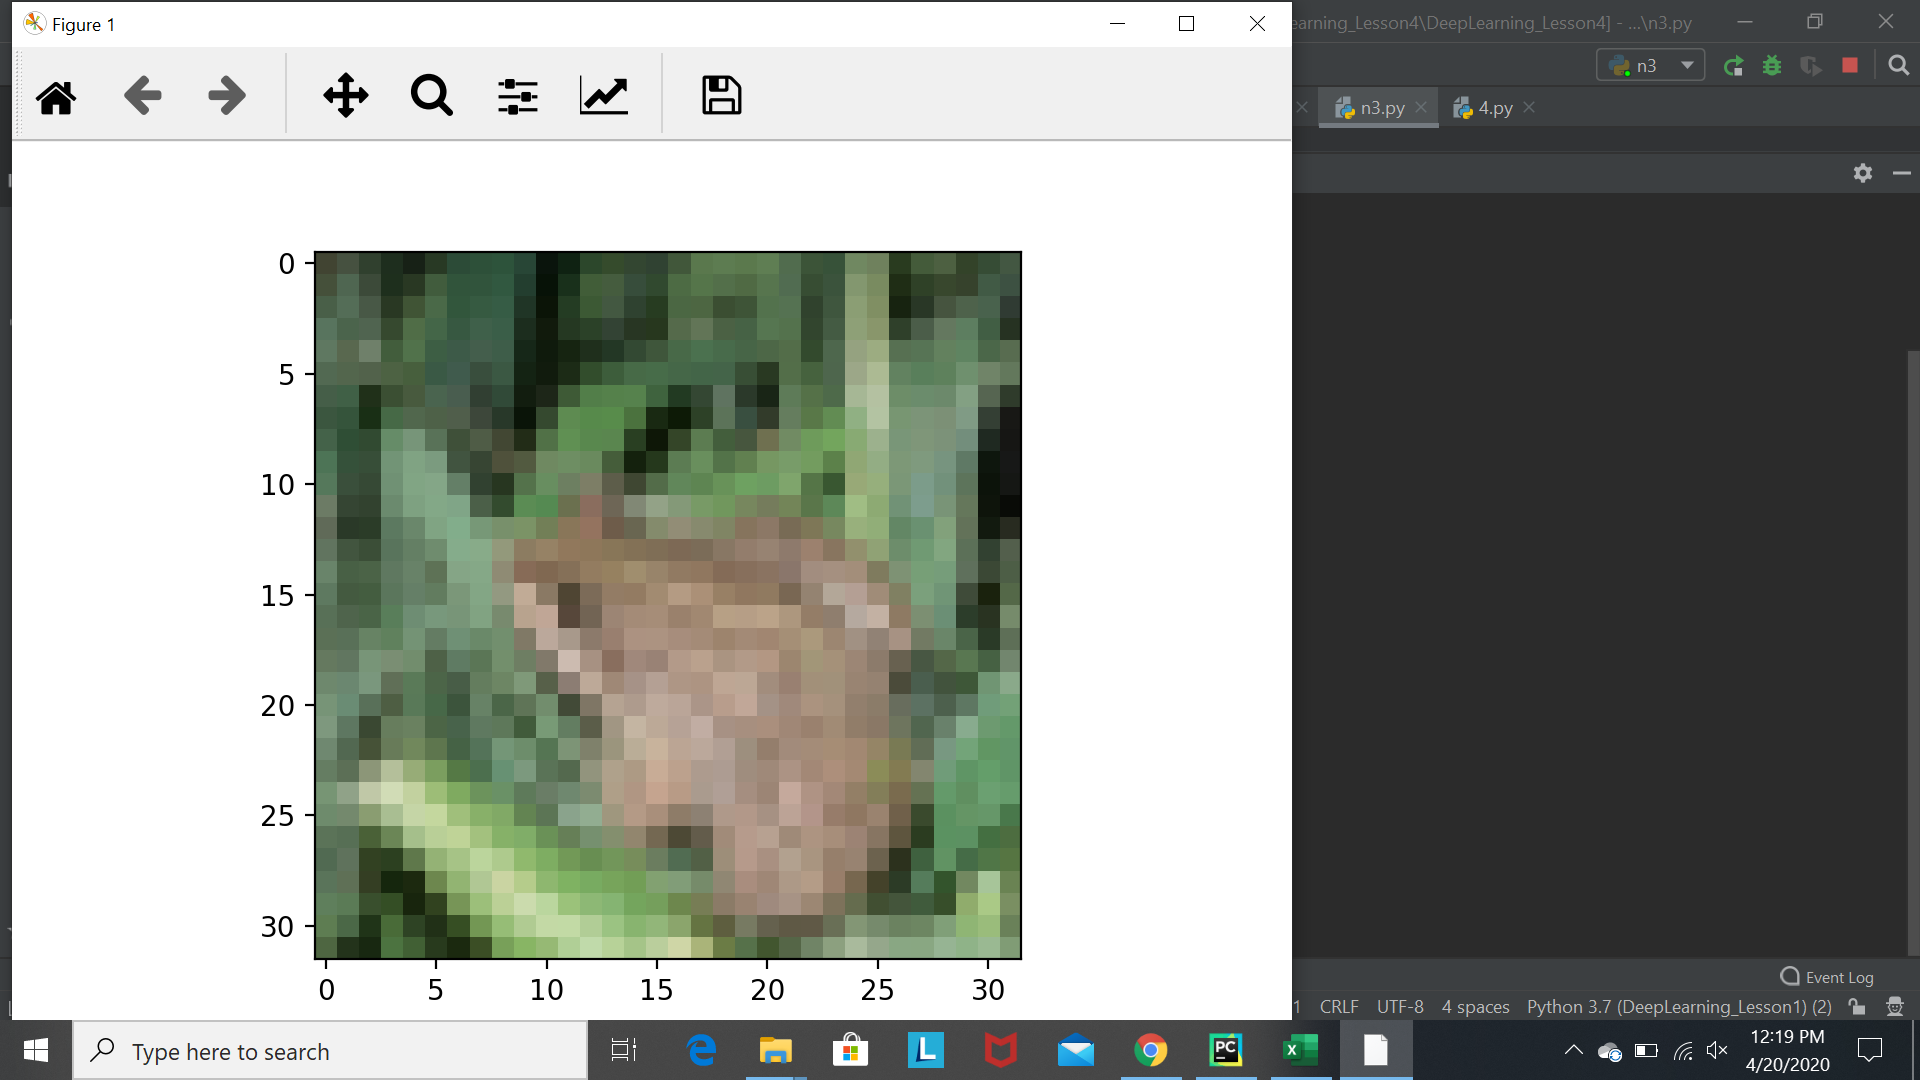 Figure 1
earning_Lesson4\DeepLearning_Lesson4] - ...\n3.py
n3
n3.py
4.py
0
5
10
15
20
25
30
0 5 10 15 20 25 30
Event Log
1 CRLF UTF-8 4 spaces Python 3.7 (DeepLearning_Lesson1) (2)
Type here to search
L
PC
X
12:19 PM
4/20/2020